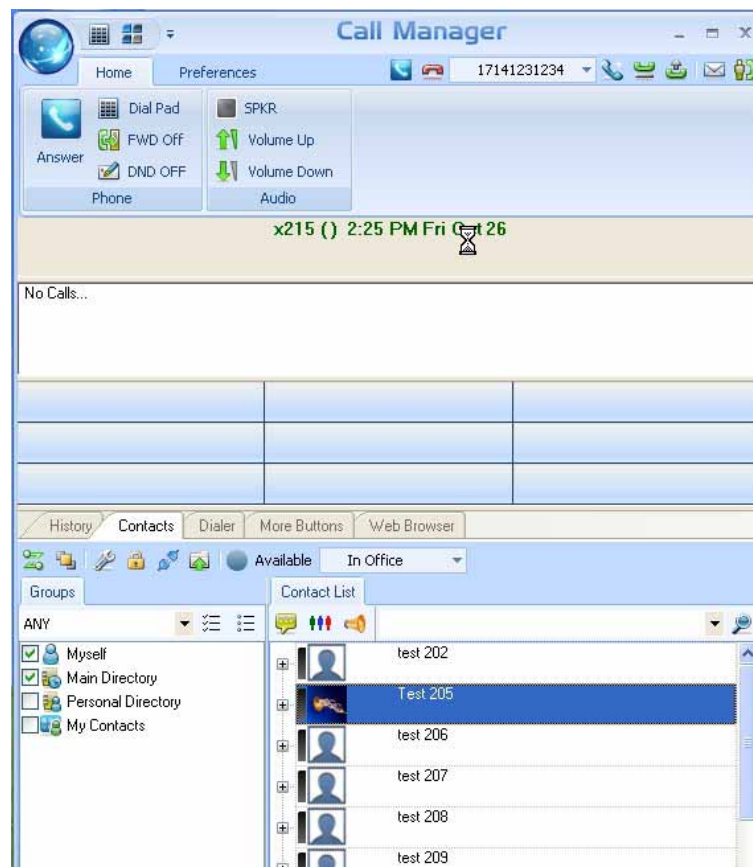 Call Manager
Home Preferences 17141231234
Dial Pad SPKR
Answer FWD Off Volume Up
DND OFF Volume Down
Phone Audio
x215 () 2:25 PM Fri Oct 26
No Calls...
History Contacts Dialer More Buttons Web Browser
Available In Office
Groups Contact List
ANY
Myself
Main Directory
Personal Directory
My Contacts
test 202
Test 205
test 206
test 207
test 208
test 209